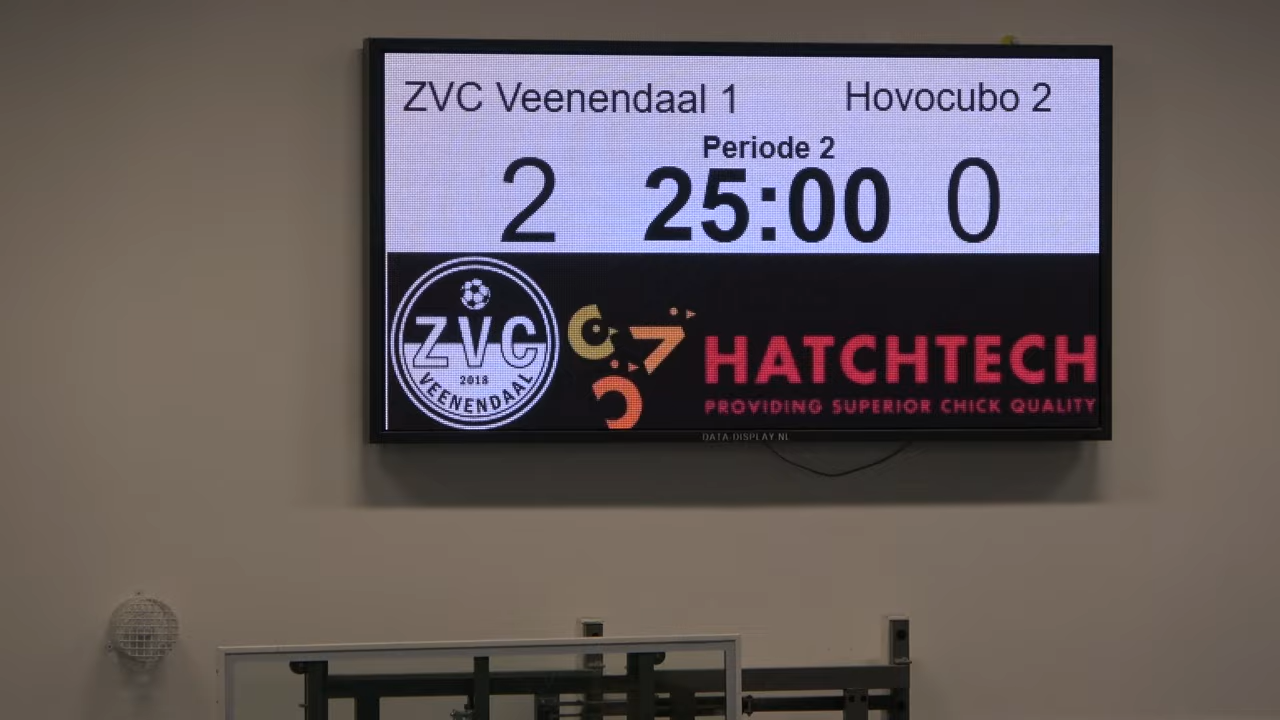 ZVC Veenendaal 1
Hovocubo 2
Periode 2
2
25:00
0
ZVC
2018
VEENENDAAL
HATCHTECH
PROVIDING SUPERIOR CHICK QUALITY
DATA DISPLAY NL